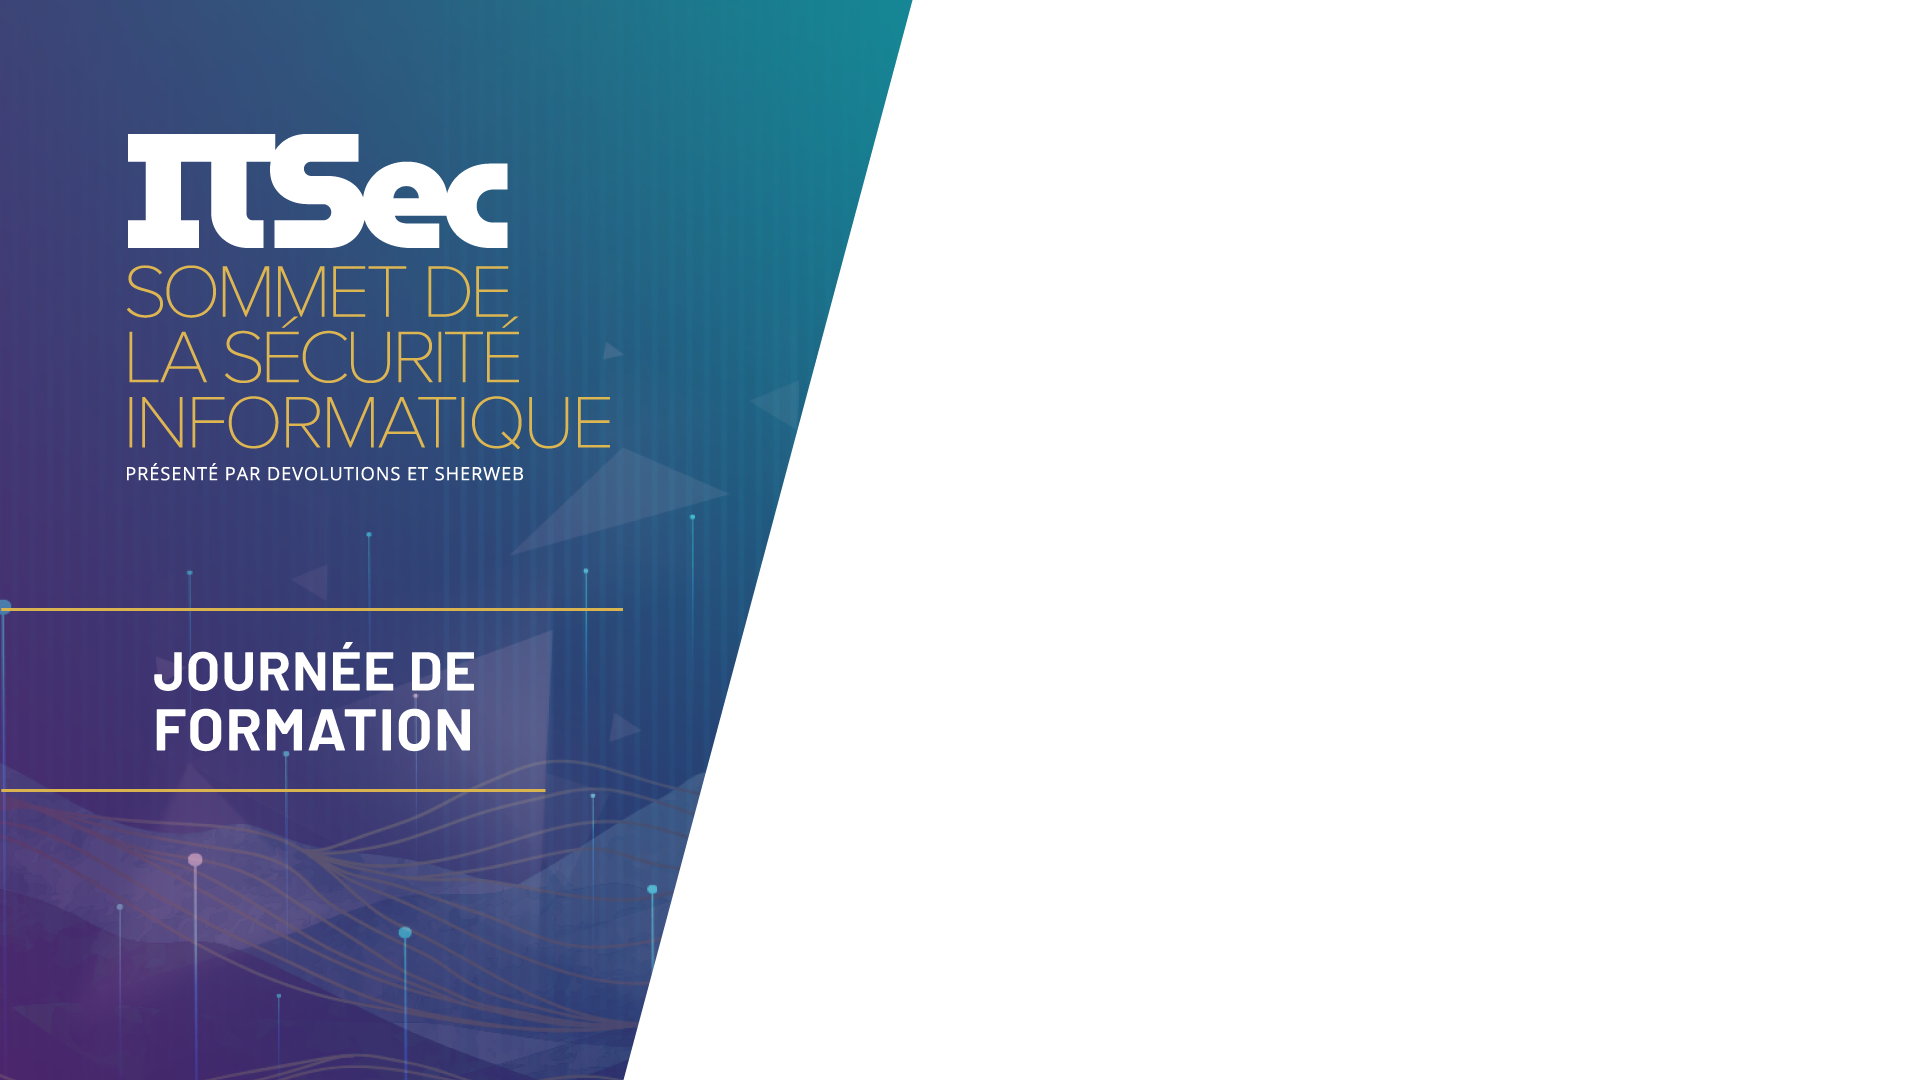 ITSec
SOMMET DE
LA SÉCURITÉ
INFORMATIQUE
PRÉSENTÉ PAR DEVOLUTIONS ET SHERWEB
JOURNÉE DE
FORMATION